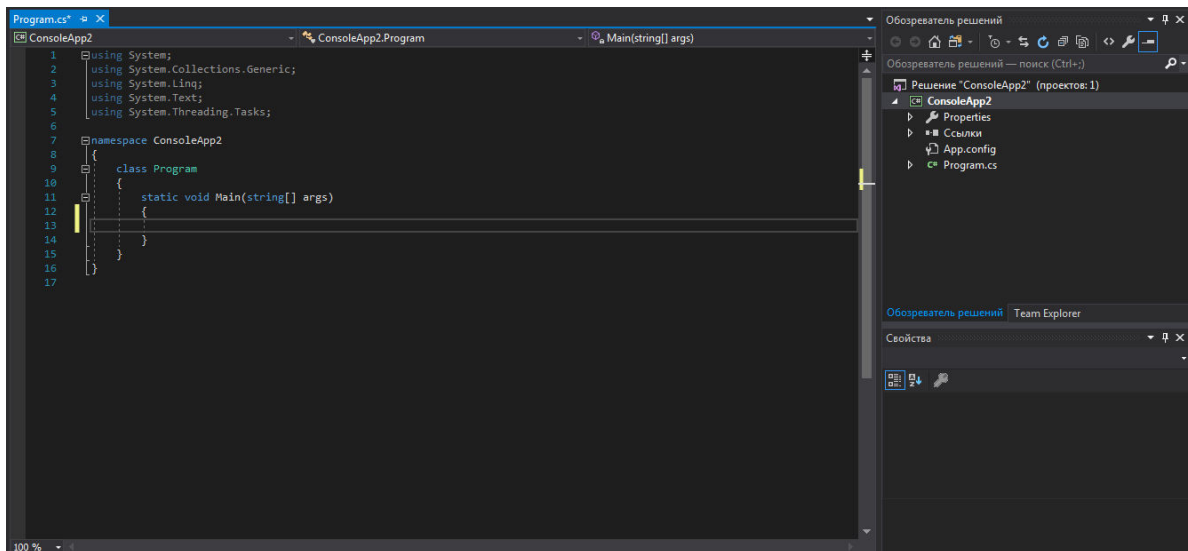 Program.cs*
ConsoleApp2
ConsoleApp2.Program
Main(string[] args)
1 using System;
2 using System.Collections.Generic;
3 using System.Linq;
4 using System.Text;
5 using System.Threading.Tasks;
6
7 namespace ConsoleApp2
8 {
9 class Program
10 {
11 static void Main(string[] args)
12 {
13
14 }
15 }
16 }
17
100 %
Обозреватель решений
Обозреватель решений — поиск (Ctrl+;)
Решение "ConsoleApp2" (проектов: 1)
C# ConsoleApp2
Properties
Ссылки
App.config
C# Program.cs
Обозреватель решений Team Explorer
Свойства